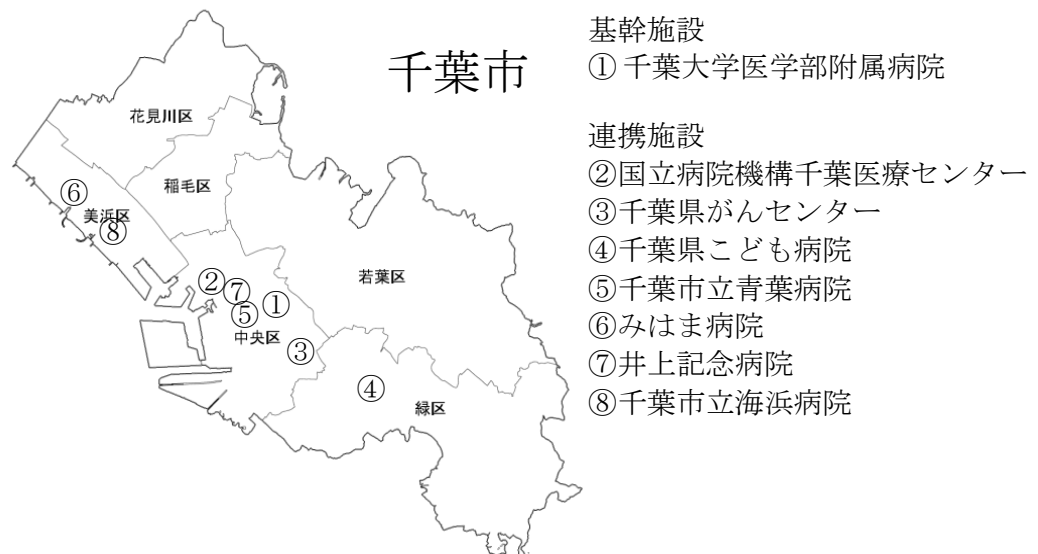 千葉市
花見川区
稲毛区
⑥
美浜区
⑧
若葉区
②
⑦
①
⑤
中央区
③
④
緑区
基幹施設
① 千葉大学医学部附属病院
連携施設
②国立病院機構千葉医療センター
③千葉県がんセンター
④千葉県こども病院
⑤千葉市立青葉病院
⑥みはま病院
⑦井上記念病院
⑧千葉市立海浜病院